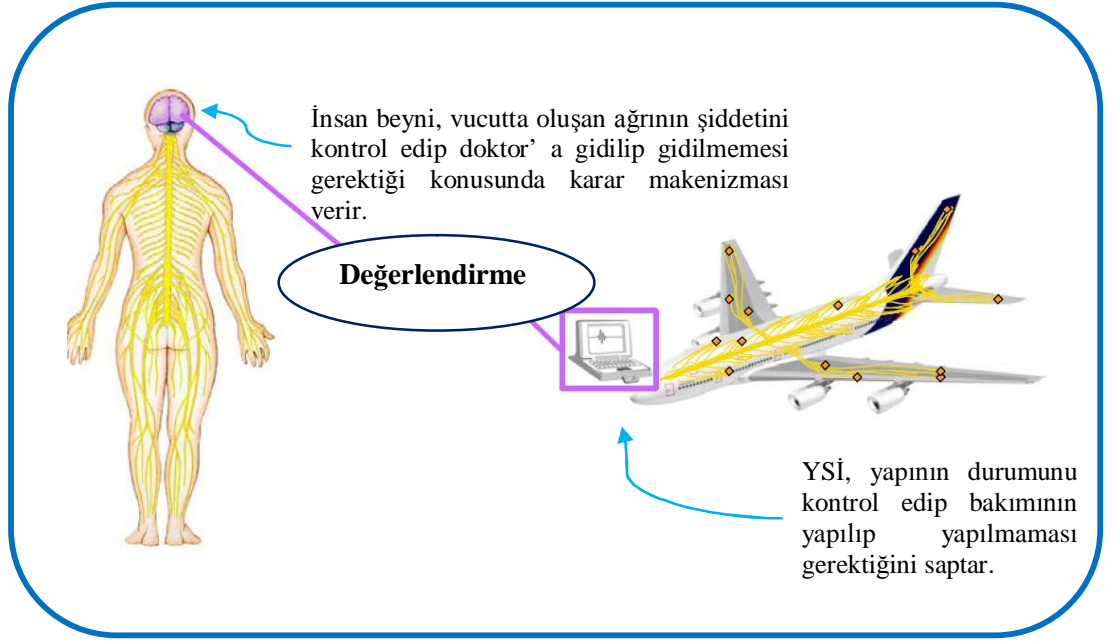 İnsan beyni, vucutta oluşan ağrının şiddetini
kontrol edip doktor’ a gidilip gidilmemesi
gerektiği konusunda karar makenizması
verir.
Değerlendirme
YSİ, yapının durumunu
kontrol edip bakımının
yapılıp yapılmaması
gerektiğini saptar.